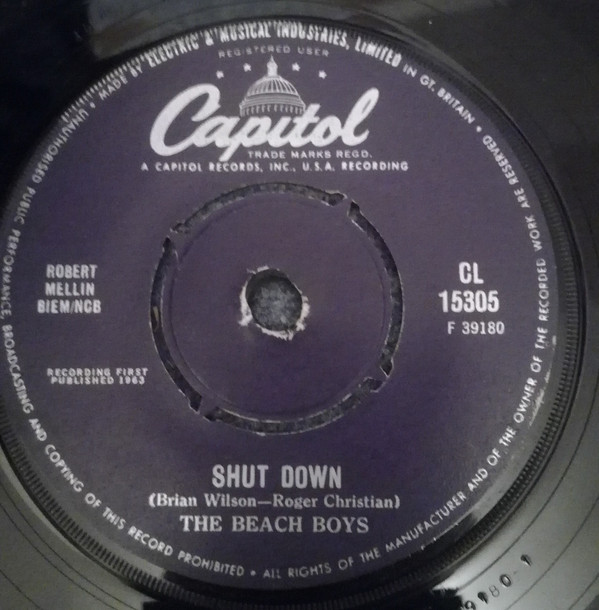 MADE BY ELECTRIC & MUSICAL INDUSTRIES, LIMITED IN GT. BRITAIN •
REGISTERED USER
Capitol
TRADE MARKS REGD.
A CAPITOL RECORDS, INC., U.S.A. RECORDING
ROBERT
MELLIN
BIEM/NCB
CL
15305
F 39180
RECORDING FIRST
PUBLISHED 1963
SHUT DOWN
(Brian Wilson—Roger Christian)
THE BEACH BOYS
UNAUTHORISED PUBLIC PERFORMANCE, BROADCASTING AND COPYING OF THIS RECORD PROHIBITED • ALL RIGHTS OF THE MANUFACTURER AND OF THE OWNER OF THE RECORDED WORK ARE RESERVED